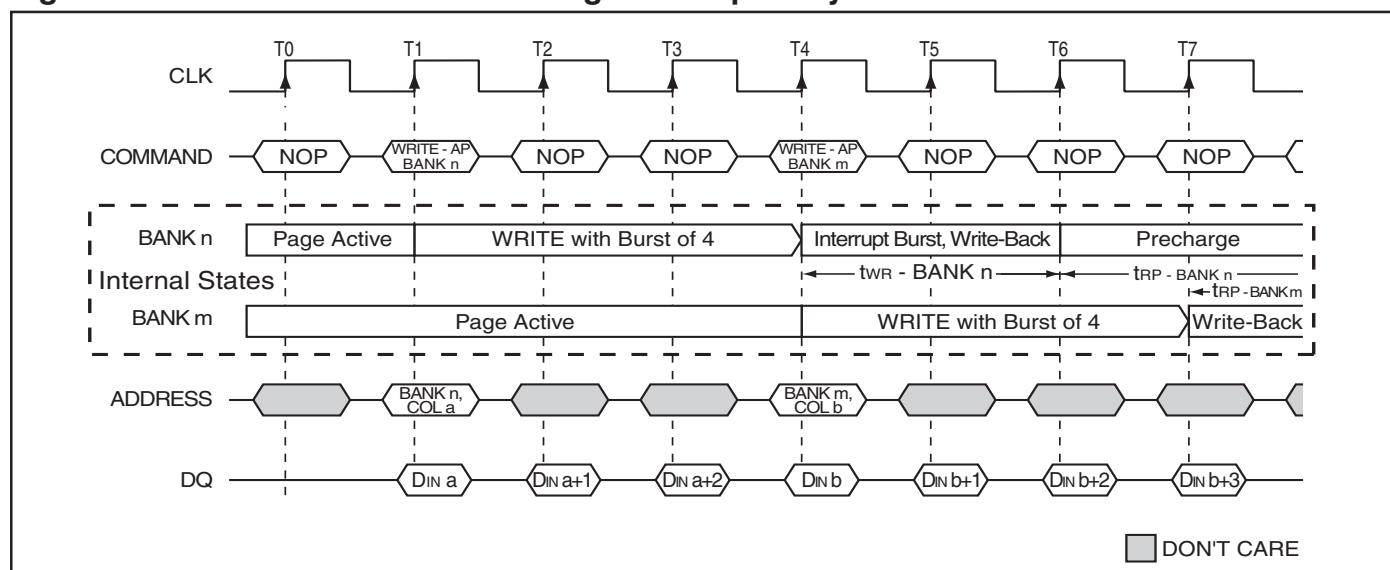 T0 T1 T2 T3 T4 T5 T6 T7
CLK
COMMAND NOP WRITE - AP BANK n NOP NOP WRITE - AP BANK m NOP NOP NOP
BANK n Page Active WRITE with Burst of 4 Interrupt Burst, Write-Back Precharge
tWR - BANK n tRP - BANK n
Internal States
tRP - BANK m
BANK m Page Active WRITE with Burst of 4 Write-Back
ADDRESS BANK n, COL a BANK m, COL b
DQ DIN a DIN a+1 DIN a+2 DIN b DIN b+1 DIN b+2 DIN b+3
DON'T CARE